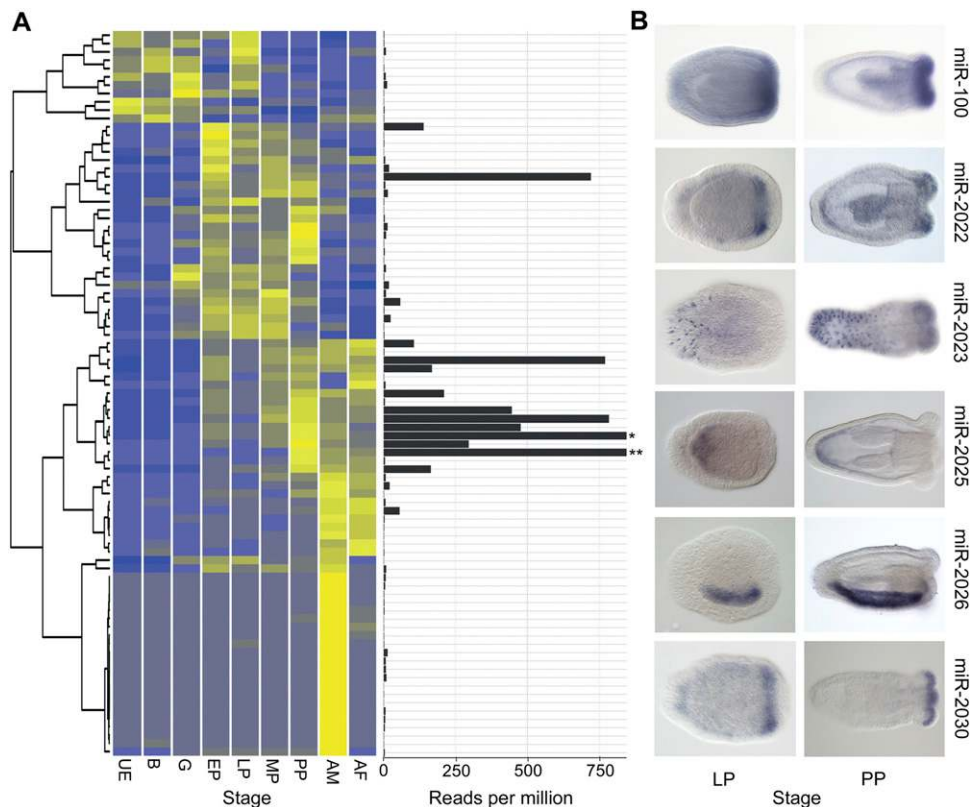 A
B
miR-100
miR-2022
miR-2023
miR-2025
miR-2026
miR-2030
*
**
UE B G EP LP MP PP AM AF
0 250 500 750
Stage
Reads per million
LP PP
Stage